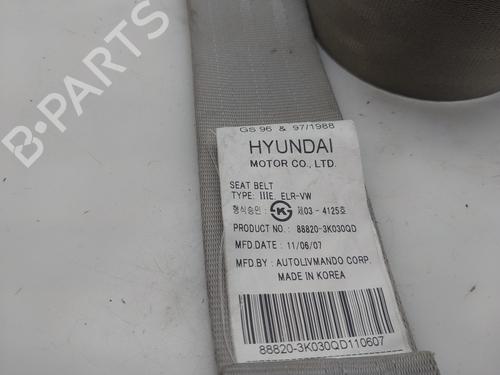 GS 96 & 97/1988
HYUNDAI
MOTOR CO., LTD.
SEAT BELT
TYPE: IIIE, ELR-VW
형식승인 : K 제03 - 4125호
PRODUCT NO. : 88820-3K030QD
MFD.DATE : 11/06/07
MFD.BY : AUTOLIVMANDO CORP.
MADE IN KOREA
88820-3K030QD110607
B-PARTS